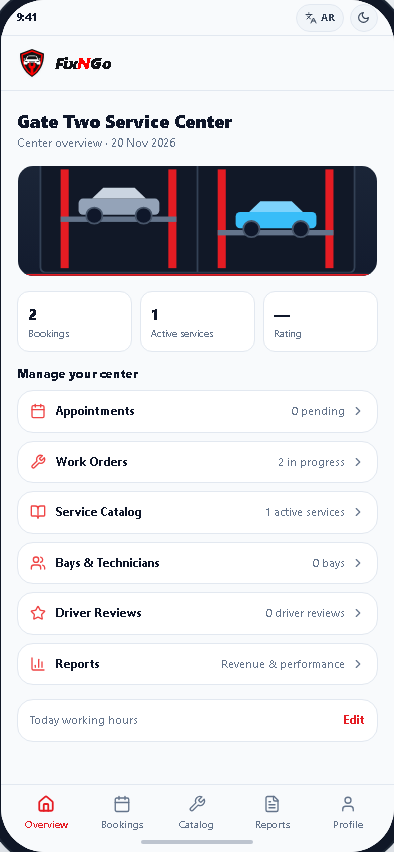 9:41
AR
FixNGo
Gate Two Service Center
Center overview · 20 Nov 2026
2
Bookings
1
Active services
—
Rating
Manage your center
Appointments 0 pending
Work Orders 2 in progress
Service Catalog 1 active services
Bays & Technicians 0 bays
Driver Reviews 0 driver reviews
Reports Revenue & performance
Today working hours Edit
Overview Bookings Catalog Reports Profile